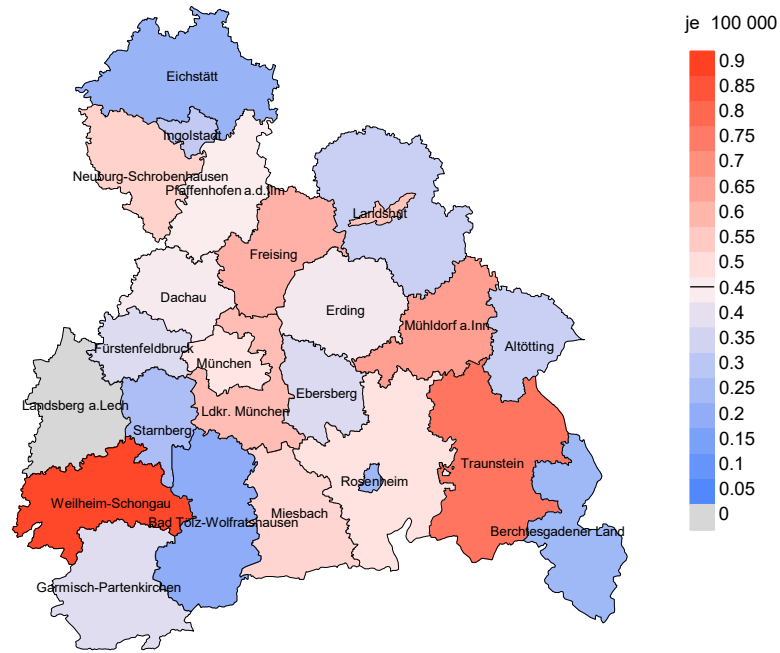 je 100 000
0.9
0.8
0.75
0.7
0.65
0.6
0.55
0.5
0.45
0.4
0.35
0.3
0.25
0.2
0.15
0.1
0.05
0
Eichstätt
Ingolstadt
Neuburg-Schrobenhausen
Pfaffenhofen a.d.Ilm
Landshut
Freising
Dachau
Erding
Mühldorf a.Inn
Altötting
Fürstenfeldbruck
München
Ebersberg
Landsberg a.Lech
Ldkr. München
Starnberg
Traunstein
Rosenheim
Weilheim-Schongau
Miesbach
Bad Tölz-Wolfratshausen
Berchtesgadener Land
Garmisch-Partenkirchen